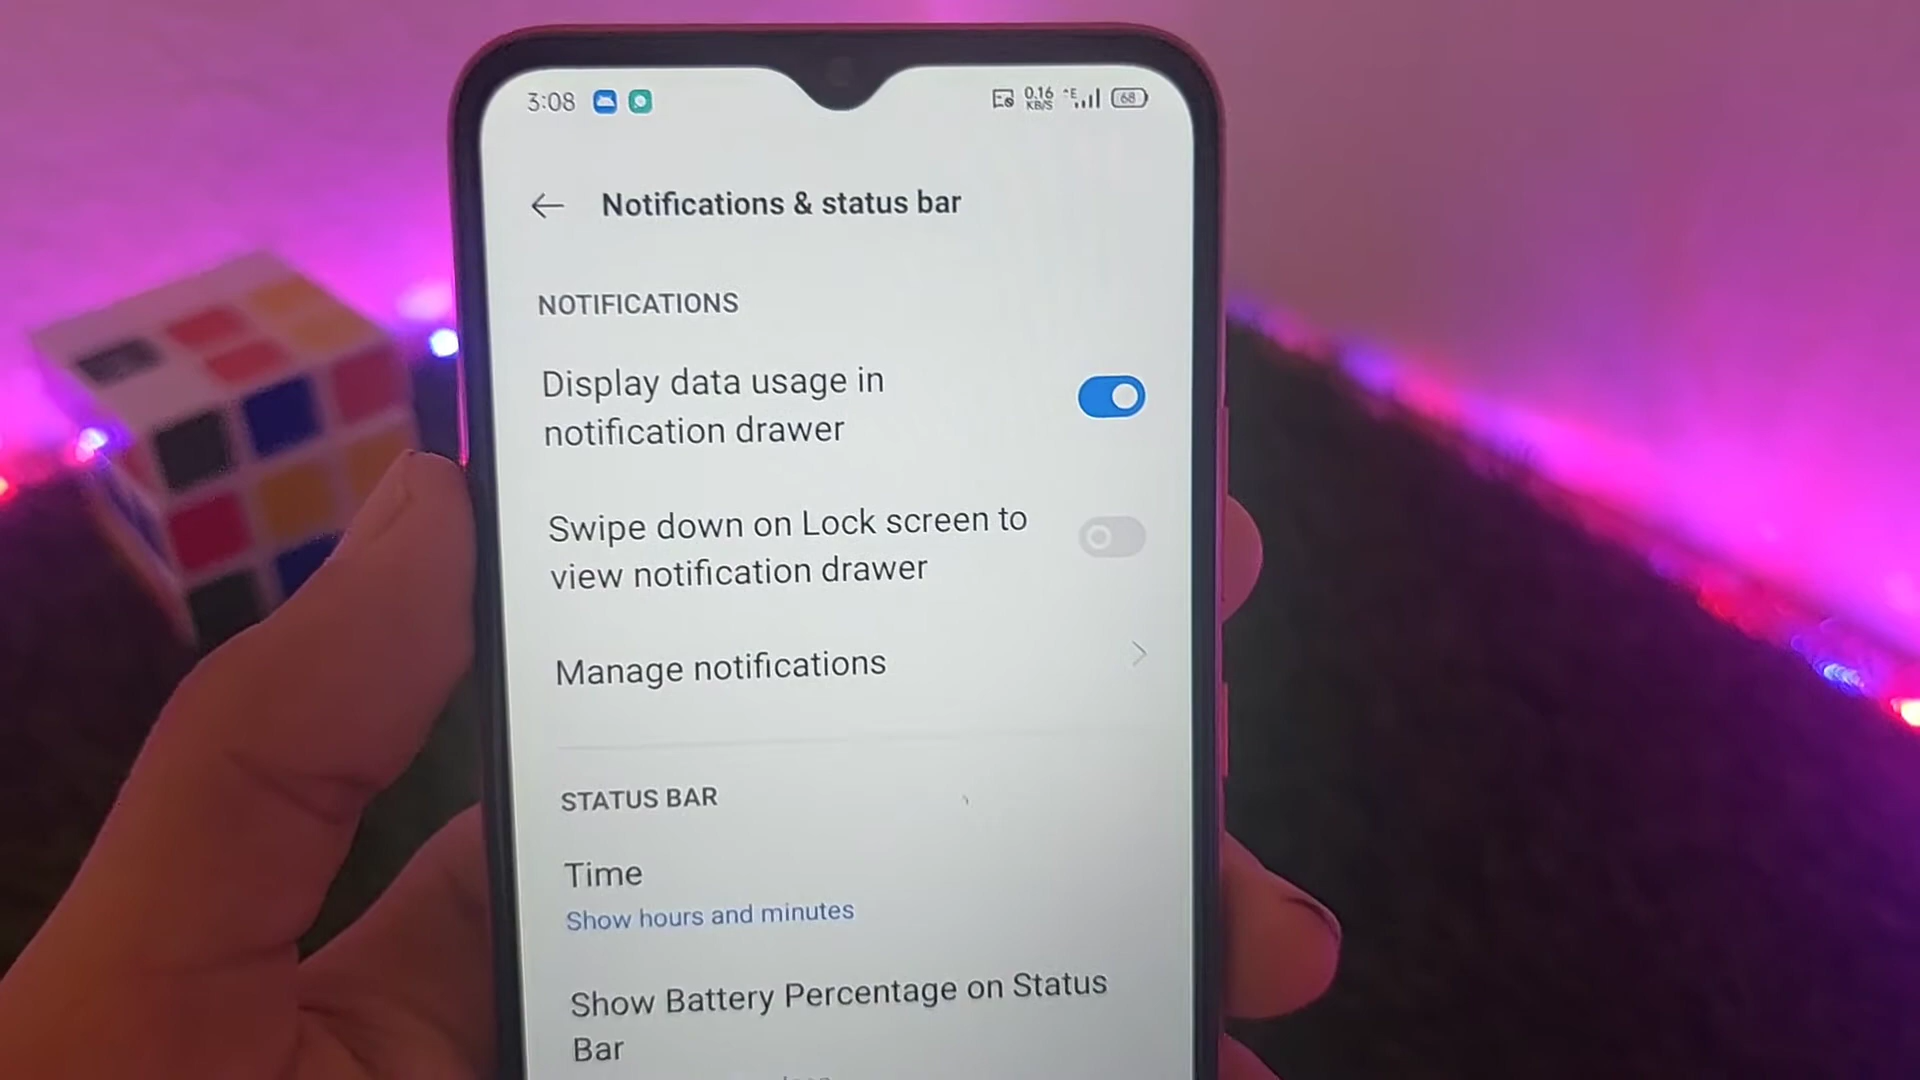 3:08
0.16
KB/S
E
68
Notifications & status bar
NOTIFICATIONS
Display data usage in
notification drawer
Swipe down on Lock screen to
view notification drawer
Manage notifications
STATUS BAR
Time
Show hours and minutes
Show Battery Percentage on Status
Bar